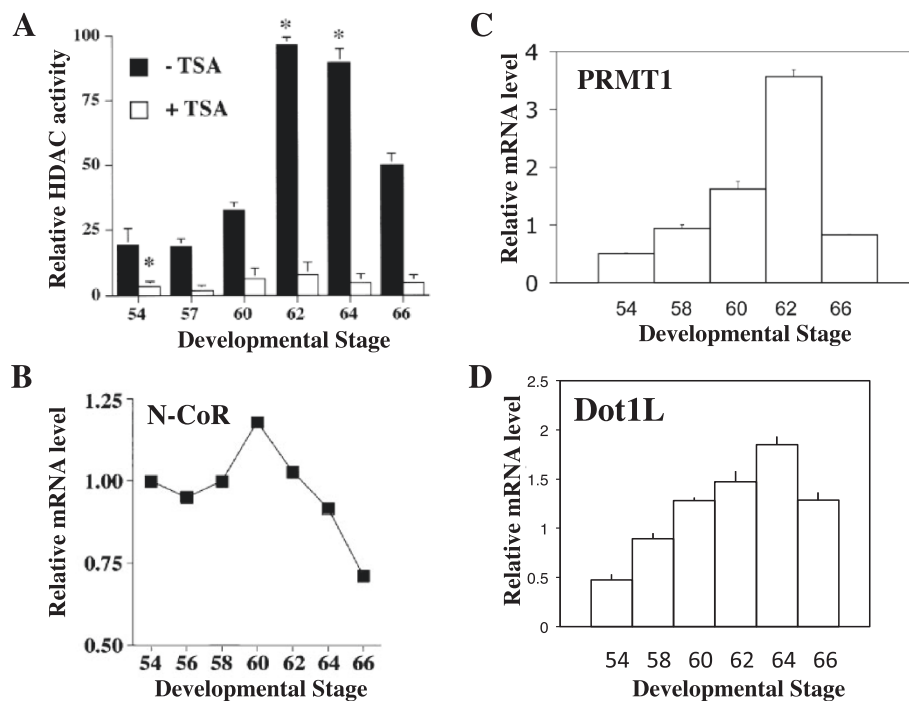 A
Relative HDAC activity
100
75
50
25
0
- TSA
+ TSA
*
*
*
54 57 60 62 64 66
Developmental Stage
B
Relative mRNA level
1.25
1.00
0.75
0.50
N-CoR
54 56 58 60 62 64 66
Developmental Stage
C
Relative mRNA level
4
3
2
1
0
PRMT1
54 58 60 62 66
Developmental Stage
D
Relative mRNA level
2.5
2
1.5
1
0.5
0
Dot1L
54 58 60 62 64 66
Developmental Stage